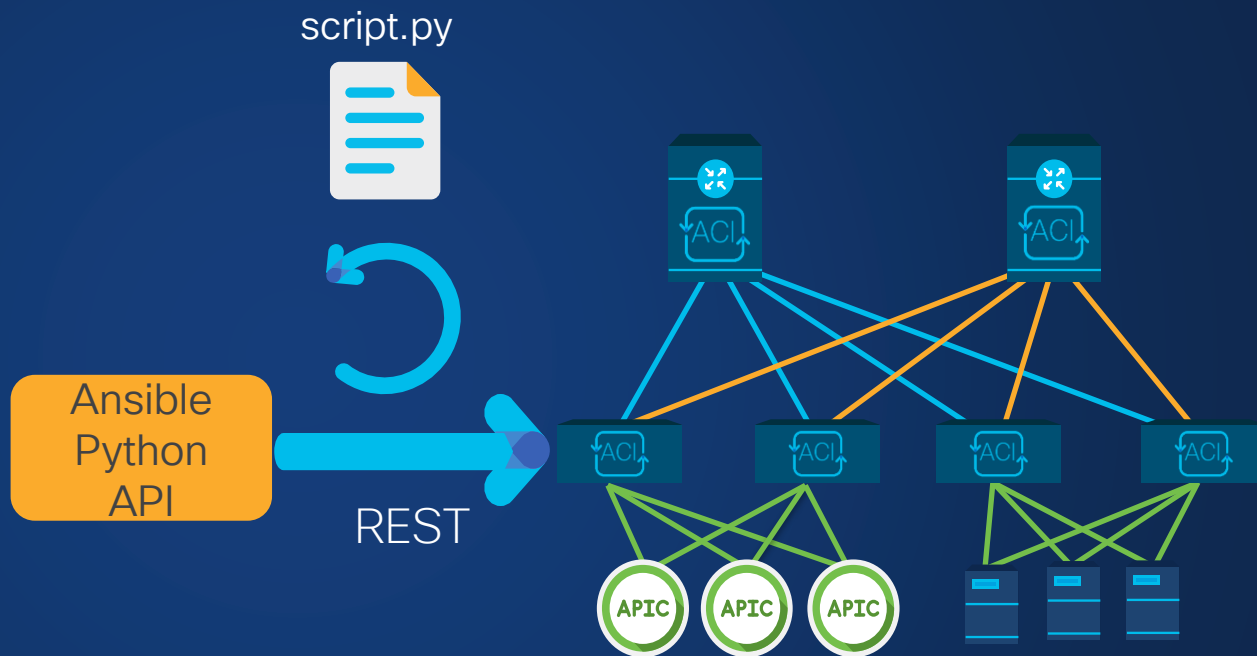 script.py
ACI
ACI
Ansible
Python
API
REST
ACI
ACI
ACI
ACI
APIC
APIC
APIC